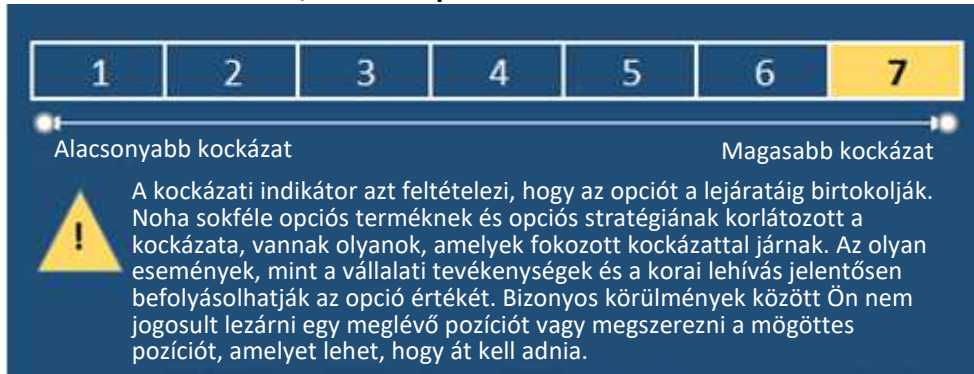 1 2 3 4 5 6 7
Alacsonyabb kockázat Magasabb kockázat
A kockázati indikátor azt feltételezi, hogy az opciót a lejáratáig birtokolják.
Noha sokféle opciós terméknek és opciós stratégiának korlátozott a
kockázata, vannak olyanok, amelyek fokozott kockázattal járnak. Az olyan
események, mint a vállalati tevékenységek és a korai lehívás jelentősen
befolyásolhatják az opció értékét. Bizonyos körülmények között Ön nem
jogosult lezárni egy meglévő pozíciót vagy megszerezni a mögöttes
pozíciót, amelyet lehet, hogy át kell adnia.